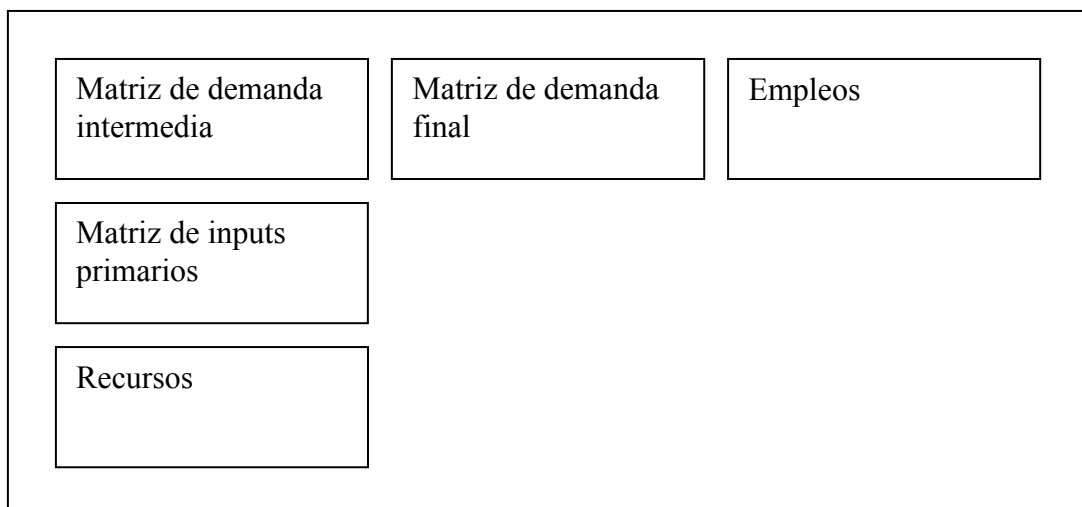 Matriz de demanda
intermedia
Matriz de demanda
final
Empleos
Matriz de inputs
primarios
Recursos